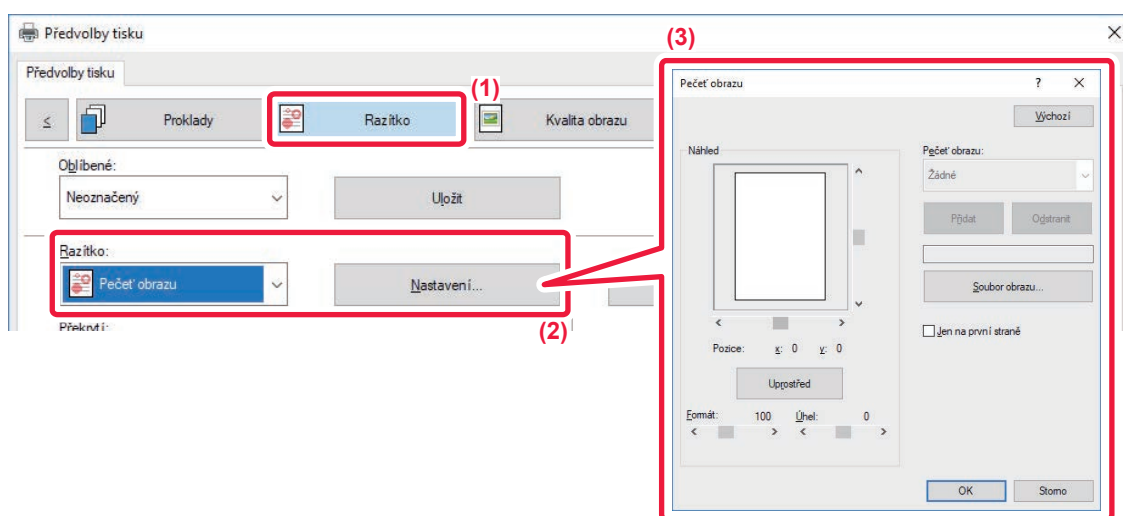 Předvolby tisku
(3)
Předvolby tisku
(1)
<
Proklady
Razítko
Kvalita obrazu
Oblíbené:
Neoznačený
Uložit
Razítko:
Pečeť obrazu
Nastavení...
(2)
Překrytí:
Pečeť obrazu
?
Výchozí
Náhled
Pečeť obrazu:
Žádné
Přidat
Odstranit
Soubor obrazu...
Jen na první straně
Pozice: x: 0 y: 0
Uprostřed
Formát: 100 Úhel: 0
OK
Storno